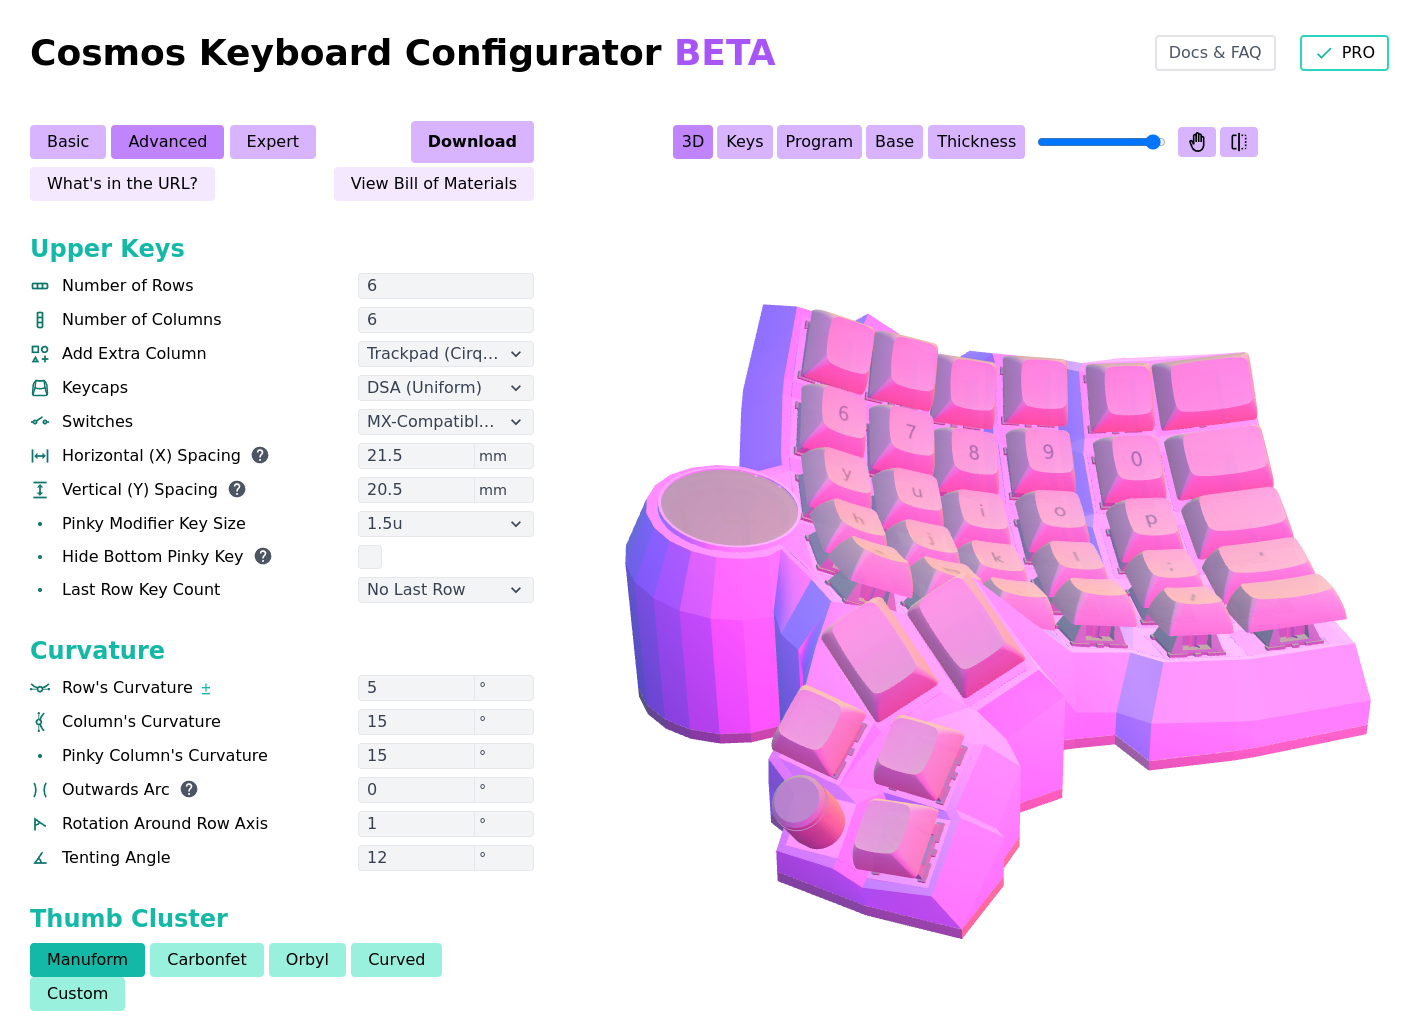 Cosmos Keyboard Configurator BETA
Docs & FAQ
PRO
Basic
Advanced
Expert
Download
What's in the URL?
View Bill of Materials
3D
Keys
Program
Base
Thickness
Upper Keys
Number of Rows 6
Number of Columns 6
Add Extra Column Trackpad (Cirq...
Keycaps DSA (Uniform)
Switches MX-Compatibl...
Horizontal (X) Spacing ? 21.5 mm
Vertical (Y) Spacing ? 20.5 mm
• Pinky Modifier Key Size 1.5u
• Hide Bottom Pinky Key ?
• Last Row Key Count No Last Row
Curvature
Row's Curvature ± 5 °
Column's Curvature 15 °
• Pinky Column's Curvature 15 °
Outwards Arc ? 0 °
Rotation Around Row Axis 1 °
Tenting Angle 12 °
Thumb Cluster
Manuform
Carbonfet
Orbyl
Curved
Custom
6 7 8 9 0
y u i o p
h j k l ; '